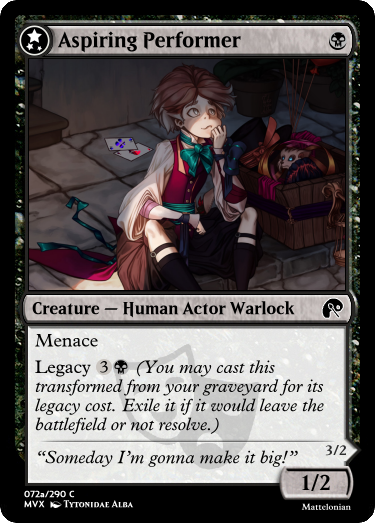 Aspiring Performer
Creature — Human Actor Warlock
Menace
Legacy 3 (You may cast this
transformed from your graveyard for its
legacy cost. Exile it if it would leave the
battlefield or not resolve.)
“Someday I’m gonna make it big!”
3/2
1/2
072a/290 C
MVX Tytonidae Alba
Mattelonian